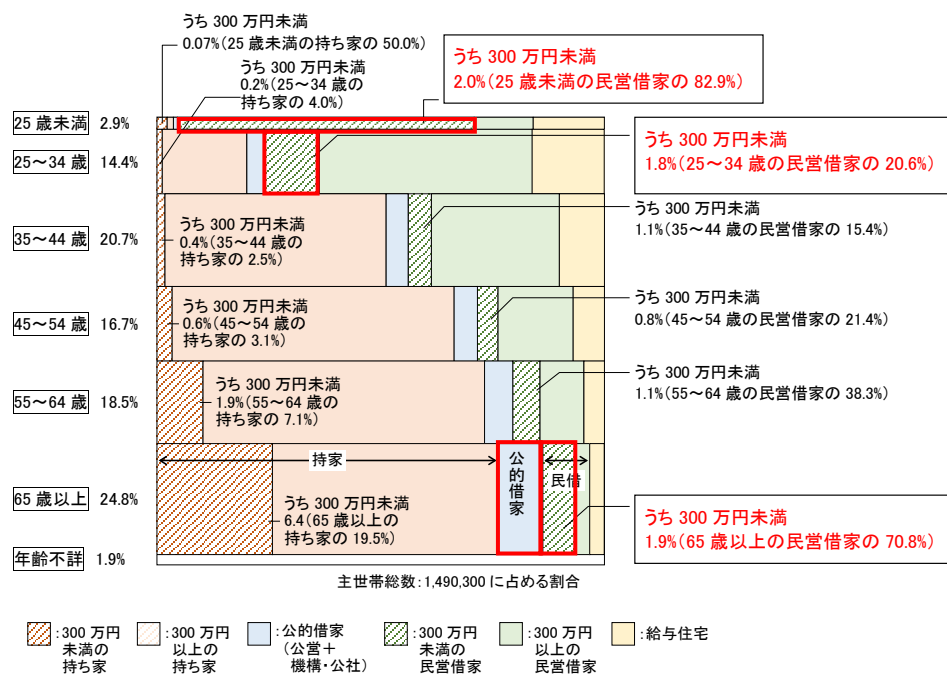 うち 300 万円未満
0.07%(25 歳未満の持ち家の 50.0%)
うち 300 万円未満
0.2%(25～34 歳の
持ち家の 4.0%)
うち 300 万円未満
2.0%(25 歳未満の民営借家の 82.9%)
25 歳未満 2.9%
25～34 歳 14.4%
うち 300 万円未満
1.8%(25～34 歳の民営借家の 20.6%)
35～44 歳 20.7%
うち 300 万円未満
0.4%(35～44 歳の
持ち家の 2.5%)
うち 300 万円未満
1.1%(35～44 歳の民営借家の 15.4%)
45～54 歳 16.7%
うち 300 万円未満
0.6%(45～54 歳の
持ち家の 3.1%)
うち 300 万円未満
0.8%(45～54 歳の民営借家の 21.4%)
55～64 歳 18.5%
うち 300 万円未満
1.9%(55～64 歳の
持ち家の 7.1%)
うち 300 万円未満
1.1%(55～64 歳の民営借家の 38.3%)
持家
公的借家
民借
65 歳以上 24.8%
うち 300 万円未満
6.4(65 歳以上の
持ち家の 19.5%)
うち 300 万円未満
1.9%(65 歳以上の民営借家の 70.8%)
年齢不詳 1.9%
主世帯総数:1,490,300 に占める割合
:300 万円
未満の
持ち家
:300 万円
以上の
持ち家
:公的借家
(公営＋
機構・公社)
:300 万円
未満の
民営借家
:300 万円
以上の
民営借家
:給与住宅